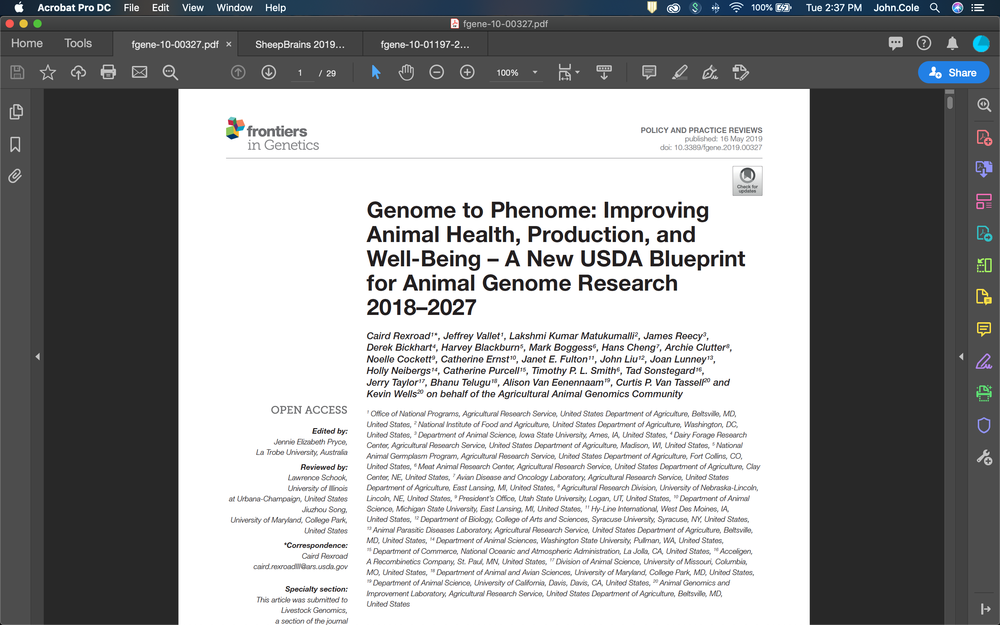 Acrobat Pro DC File Edit View Window Help 100% Tue 2:37 PM John.Cole
fgene-10-00327.pdf
Home Tools fgene-10-00327.pdf × SheepBrains 2019... fgene-10-01197-2...
1 / 29 100% Share
frontiers
in Genetics
POLICY AND PRACTICE REVIEWS
published: 16 May 2019
doi: 10.3389/fgene.2019.00327
Check for
updates
Genome to Phenome: Improving
Animal Health, Production, and
Well-Being – A New USDA Blueprint
for Animal Genome Research
2018–2027
Caird Rexroad¹*, Jeffrey Vallet¹, Lakshmi Kumar Matukumalli², James Reecy³,
Derek Bickhart⁴, Harvey Blackburn⁵, Mark Boggess⁶, Hans Cheng⁷, Archie Clutter⁸,
Noelle Cockett⁹, Catherine Ernst¹⁰, Janet E. Fulton¹¹, John Liu¹², Joan Lunney¹³,
Holly Neibergs¹⁴, Catherine Purcell¹⁵, Timothy P. L. Smith⁶, Tad Sonstegard¹⁶,
Jerry Taylor¹⁷, Bhanu Telugu¹⁸, Alison Van Eenennaam¹⁹, Curtis P. Van Tassell²⁰ and
Kevin Wells²⁰ on behalf of the Agricultural Animal Genomics Community
¹ Office of National Programs, Agricultural Research Service, United States Department of Agriculture, Beltsville, MD,
United States, ² National Institute of Food and Agriculture, United States Department of Agriculture, Washington, DC,
United States, ³ Department of Animal Science, Iowa State University, Ames, IA, United States, ⁴ Dairy Forage Research
Center, Agricultural Research Service, United States Department of Agriculture, Madison, WI, United States, ⁵ National
Animal Germplasm Program, Agricultural Research Service, United States Department of Agriculture, Fort Collins, CO,
United States, ⁶ Meat Animal Research Center, Agricultural Research Service, United States Department of Agriculture, Clay
Center, NE, United States, ⁷ Avian Disease and Oncology Laboratory, Agricultural Research Service, United States
Department of Agriculture, East Lansing, MI, United States, ⁸ Agricultural Research Division, University of Nebraska-Lincoln,
Lincoln, NE, United States, ⁹ President's Office, Utah State University, Logan, UT, United States, ¹⁰ Department of Animal
Science, Michigan State University, East Lansing, MI, United States, ¹¹ Hy-Line International, West Des Moines, IA,
United States, ¹² Department of Biology, College of Arts and Sciences, Syracuse University, Syracuse, NY, United States,
¹³ Animal Parasitic Diseases Laboratory, Agricultural Research Service, United States Department of Agriculture, Beltsville,
MD, United States, ¹⁴ Department of Animal Sciences, Washington State University, Pullman, WA, United States,
¹⁵ Department of Commerce, National Oceanic and Atmospheric Administration, La Jolla, CA, United States, ¹⁶ Acceligen,
A Recombinetics Company, St. Paul, MN, United States, ¹⁷ Division of Animal Science, University of Missouri, Columbia,
MO, United States, ¹⁸ Department of Animal and Avian Sciences, University of Maryland, College Park, MD, United States,
¹⁹ Department of Animal Science, University of California, Davis, Davis, CA, United States, ²⁰ Animal Genomics and
Improvement Laboratory, Agricultural Research Service, United States Department of Agriculture, Beltsville, MD,
United States
OPEN ACCESS
Edited by:
Jennie Elizabeth Pryce,
La Trobe University, Australia
Reviewed by:
Lawrence Schook,
University of Illinois
at Urbana-Champaign, United States
Jiuzhou Song,
University of Maryland, College Park,
United States
*Correspondence:
Caird Rexroad
caird.rexroadIII@ars.usda.gov
Specialty section:
This article was submitted to
Livestock Genomics,
a section of the journal